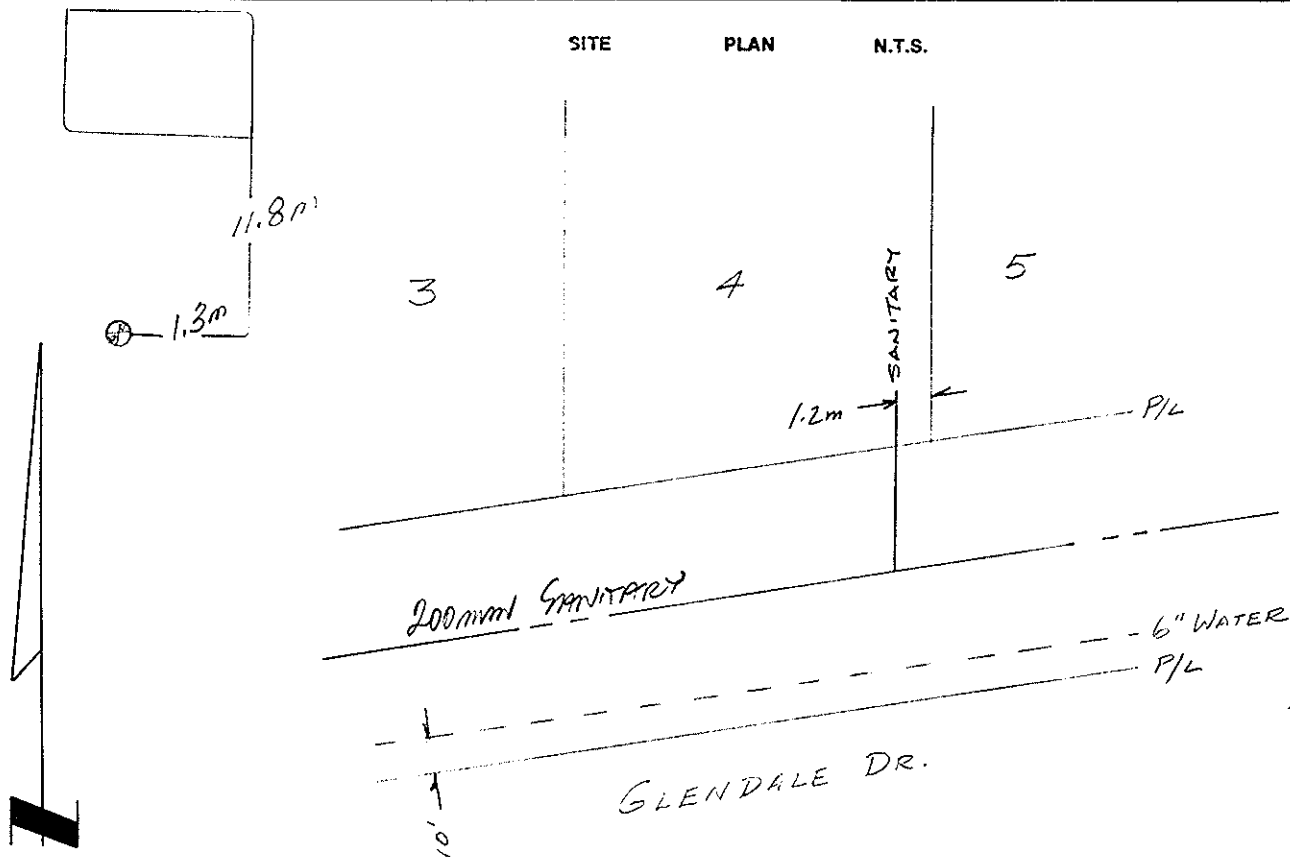 SITE PLAN N.T.S.
11.8m
1.3m
3
4
5
SANITARY
1.2m
P/L
200mm SANITARY
6" WATER
P/L
GLENDALE DR.
10'